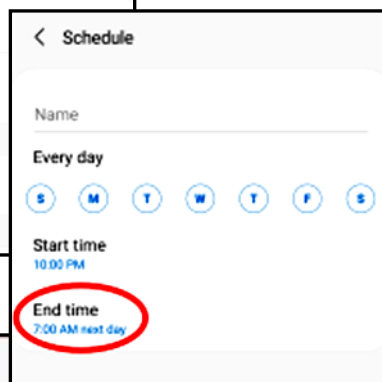 Schedule
Name
Every day
S M T W T F S
Start time
10:00 PM
End time
7:00 AM next day